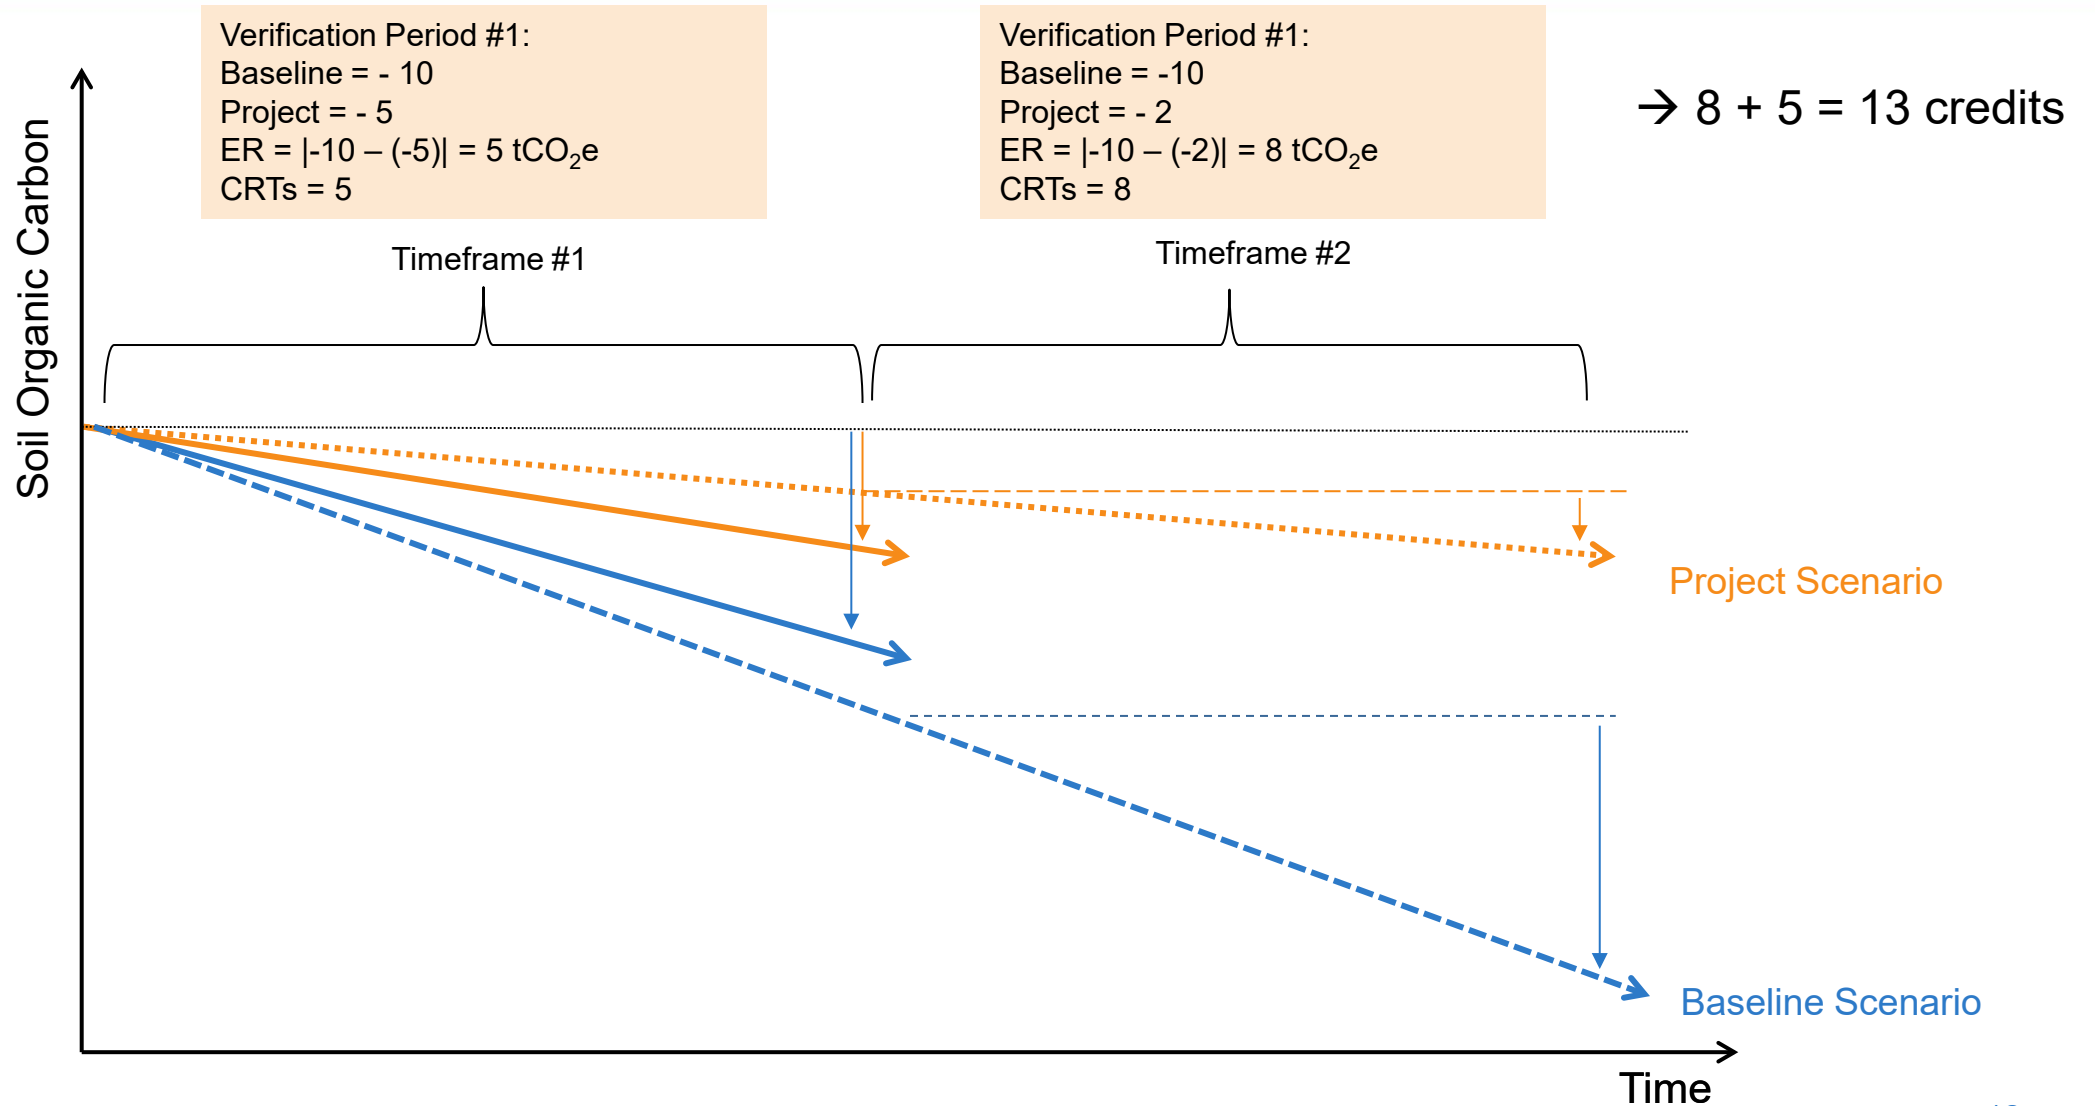 Verification Period #1:
Baseline = - 10
Project = - 5
ER = |-10 – (-5)| = 5 tCO₂e
CRTs = 5
Verification Period #1:
Baseline = -10
Project = - 2
ER = |-10 – (-2)| = 8 tCO₂e
CRTs = 8
→ 8 + 5 = 13 credits
Timeframe #1
Timeframe #2
Soil Organic Carbon
Project Scenario
Baseline Scenario
Time